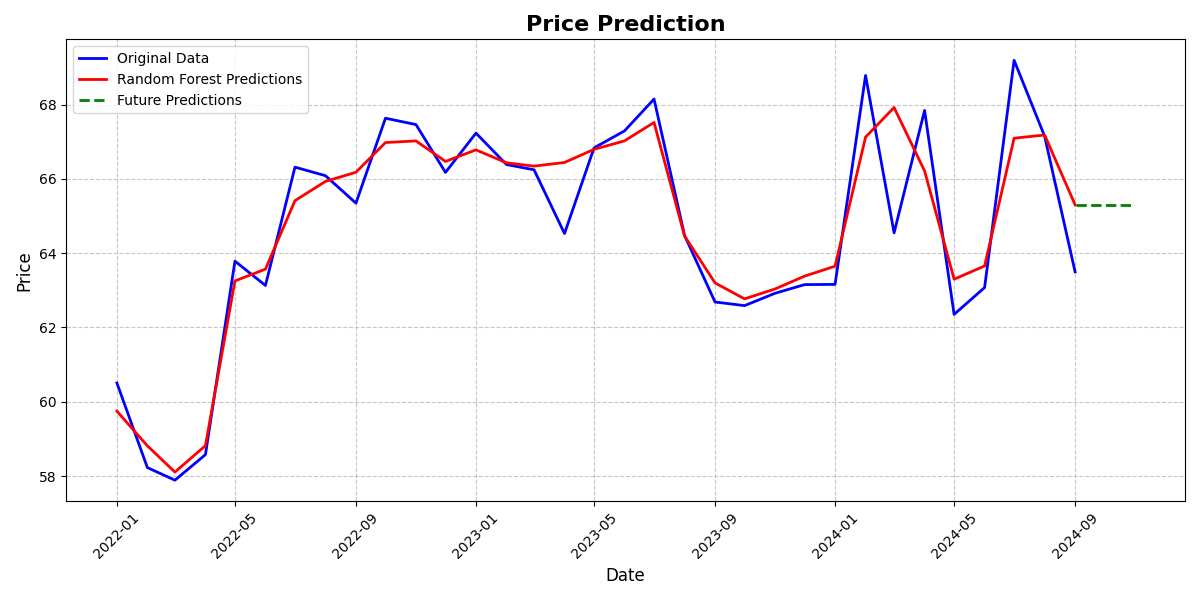 Price Prediction
Original Data
Random Forest Predictions
Future Predictions
Price
68
66
64
62
60
58
2022-01
2022-05
2022-09
2023-01
2023-05
2023-09
2024-01
2024-05
2024-09
Date